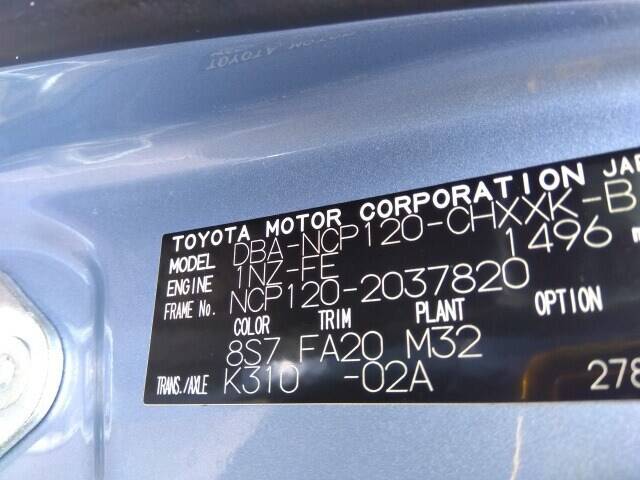 TOYOTA MOTOR CORPORATION JAP
MODEL DBA-NCP120-CHXXK-B
ENGINE 1NZ-FE 1496
FRAME No. NCP120-2037820
COLOR TRIM PLANT OPTION
8S7 FA20 M32
TRANS./AXLE K310 -02A 278